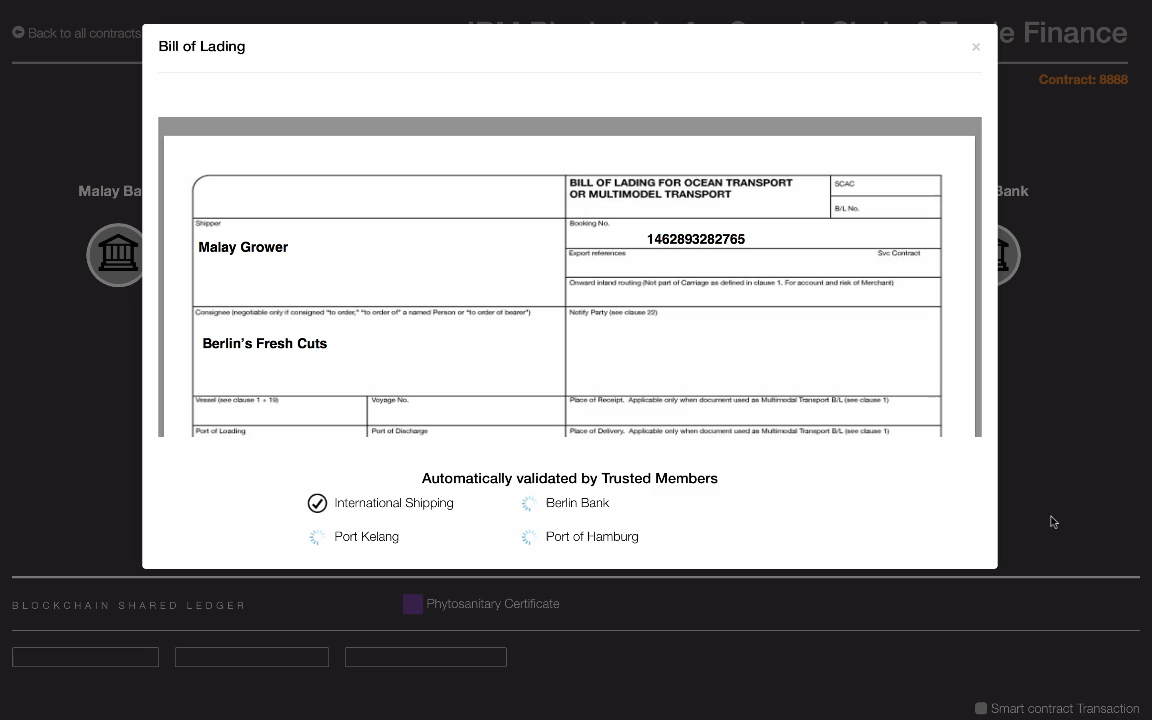 Back to all contracts
e Finance
Contract: 8888
Bill of Lading
×
Malay Ba
Bank
BILL OF LADING FOR OCEAN TRANSPORT
OR MULTIMODEL TRANSPORT
SCAC
B/L No.
Shipper
Malay Grower
Booking No.
1462893282765
Export references
Svc Contract
Onward inland routing (Not part of Carriage as defined in clause 1. For account and risk of Merchant)
Consignee (negotiable only if consigned "to order," "to order of" a named Person or "to order of bearer")
Notify Party (see clause 22)
Berlin's Fresh Cuts
Vessel (see clause 1 + 19)
Voyage No.
Place of Receipt. Applicable only when document used as Multimodal Transport B/L (see clause 1)
Port of Loading
Port of Discharge
Place of Delivery. Applicable only when document used as Multimodal Transport B/L (see clause 1)
Automatically validated by Trusted Members
International Shipping
Berlin Bank
Port Kelang
Port of Hamburg
BLOCKCHAIN SHARED LEDGER
Phytosanitary Certificate
Smart contract Transaction